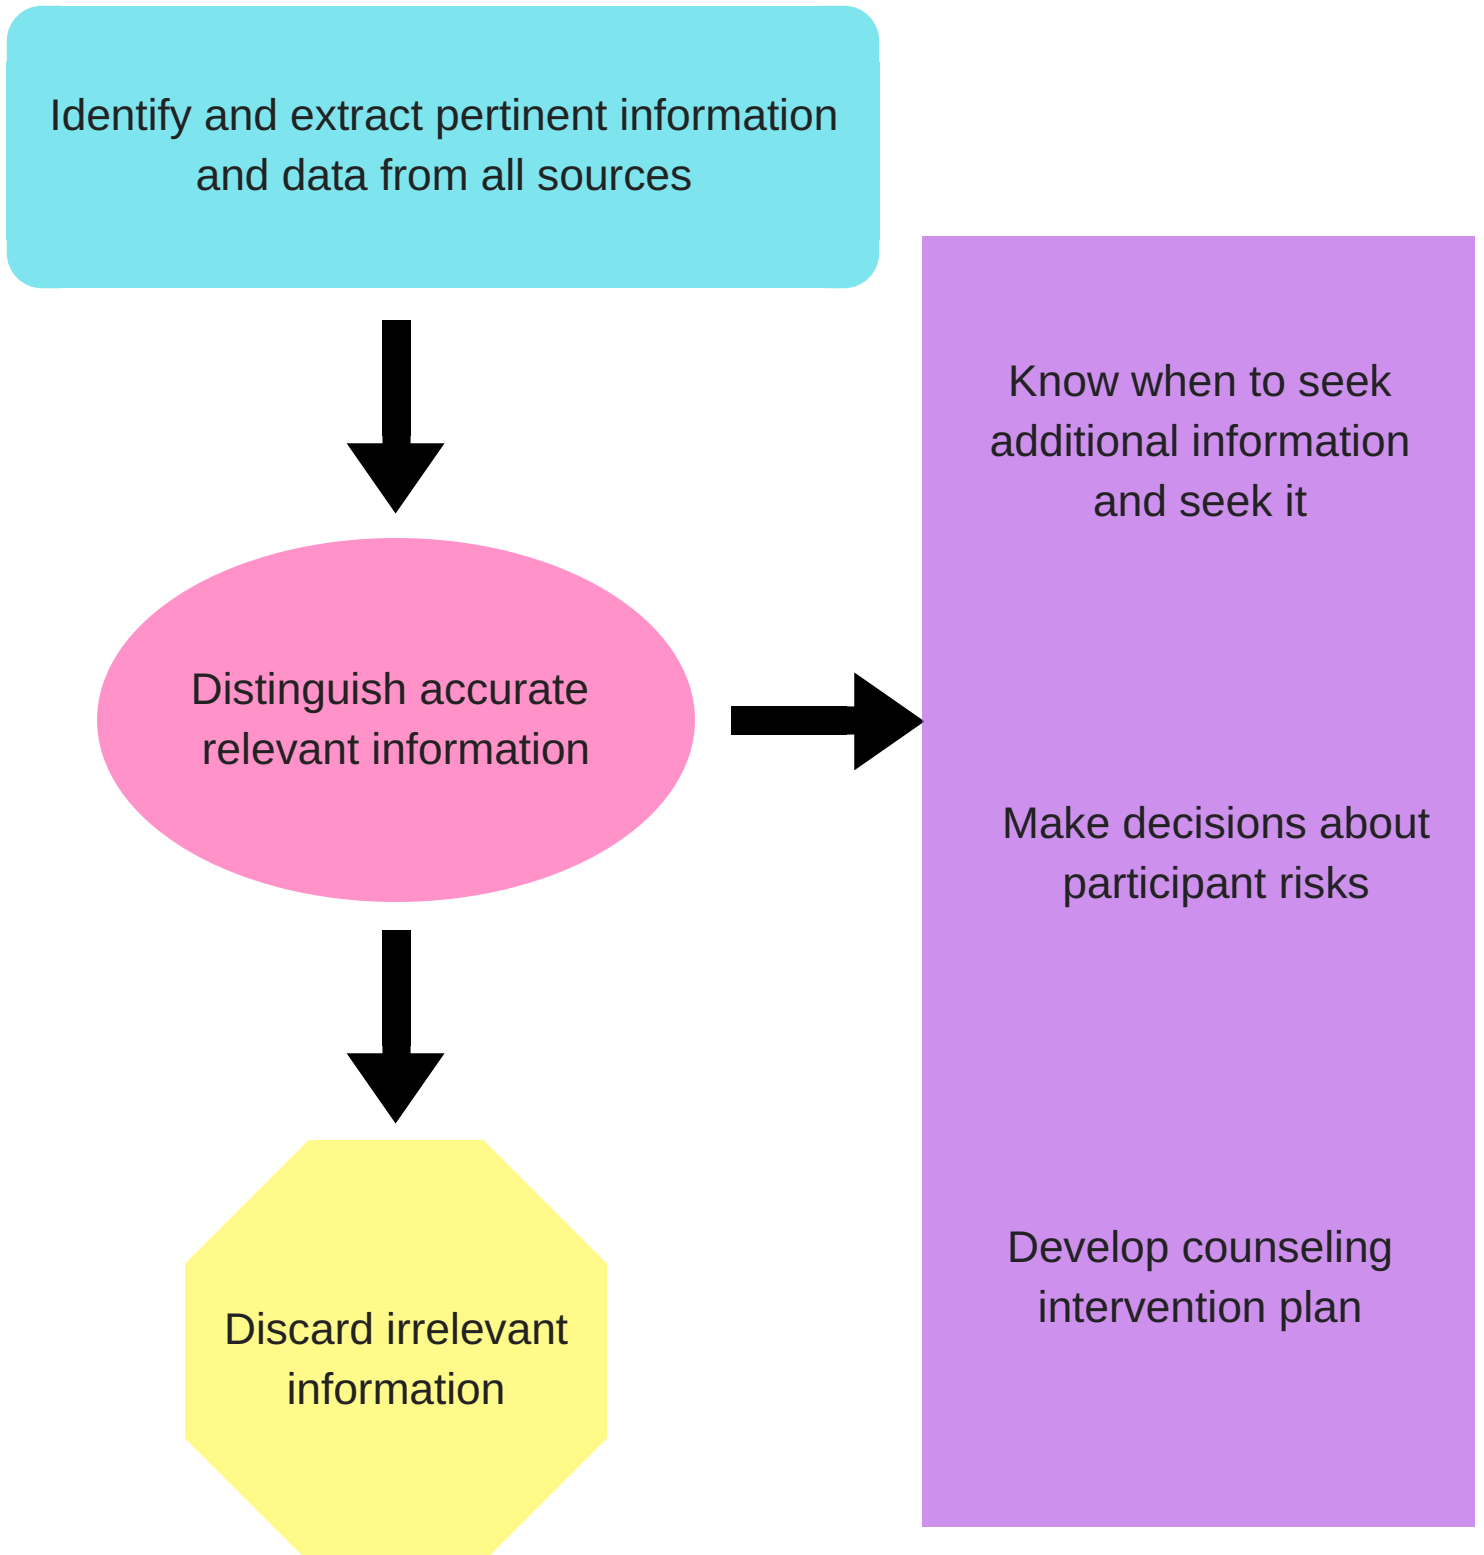 Identify and extract pertinent information
and data from all sources
Distinguish accurate
relevant information
Discard irrelevant
information
Know when to seek
additional information
and seek it
Make decisions about
participant risks
Develop counseling
intervention plan